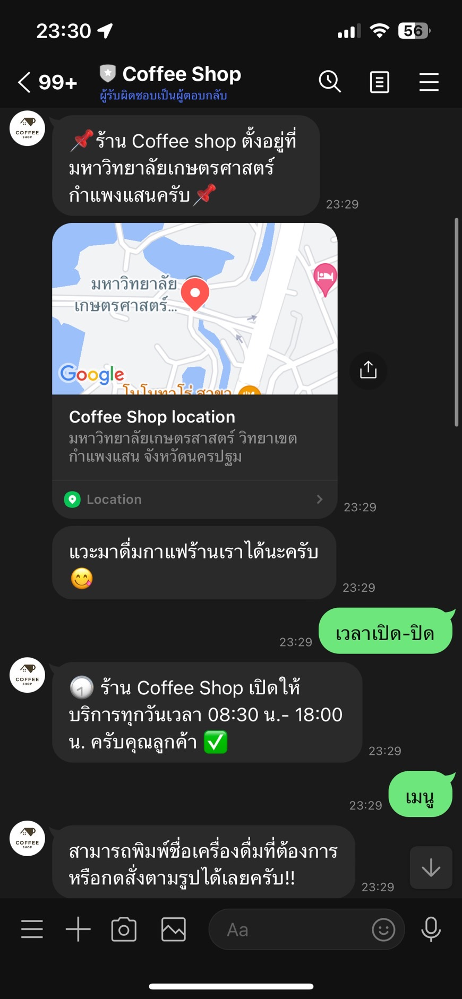 23:30
56
99+
Coffee Shop
ผู้รับผิดชอบเป็นผู้ตอบกลับ
COFFEE
SHOP
📌ร้าน Coffee shop ตั้งอยู่ที่
มหาวิทยาลัยเกษตรศาสตร์
กำแพงแสนครับ📌
23:29
มหาวิทยาลัย
เกษตรศาสตร์...
Google
โมโมทาโร่ สาขา
Coffee Shop location
มหาวิทยาลัยเกษตรสาสตร์ วิทยาเขต
กำแพงแสน จังหวัดนครปฐม
Location
23:29
แวะมาดื่มกาแฟร้านเราได้นะครับ
😋
23:29
เวลาเปิด-ปิด
23:29
COFFEE
SHOP
🕢 ร้าน Coffee Shop เปิดให้
บริการทุกวันเวลา 08:30 น.- 18:00
น. ครับคุณลูกค้า ✅
23:29
เมนู
23:29
COFFEE
SHOP
สามารถพิมพ์ชื่อเครื่องดื่มที่ต้องการ
หรือกดสั่งตามรูปได้เลยครับ!!
23:29
Aa